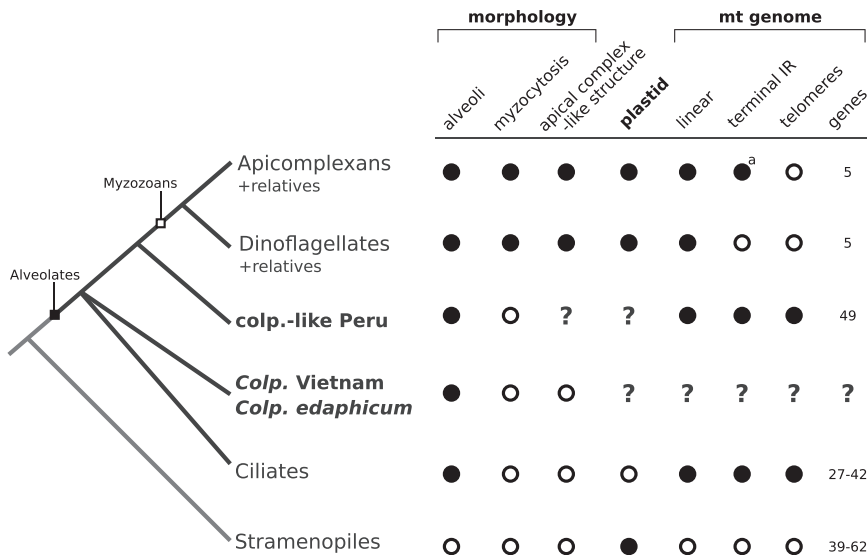 morphology
mt genome
alveoli
myzocytosis
apical complex
-like structure
plastid
linear
terminal IR
telomeres
genes
Apicomplexans
+relatives
a
5
Myzozoans
Dinoflagellates
+relatives
5
Alveolates
colp.-like Peru
?
?
49
Colp. Vietnam
Colp. edaphicum
?
?
?
?
?
Ciliates
27-42
Stramenopiles
39-62